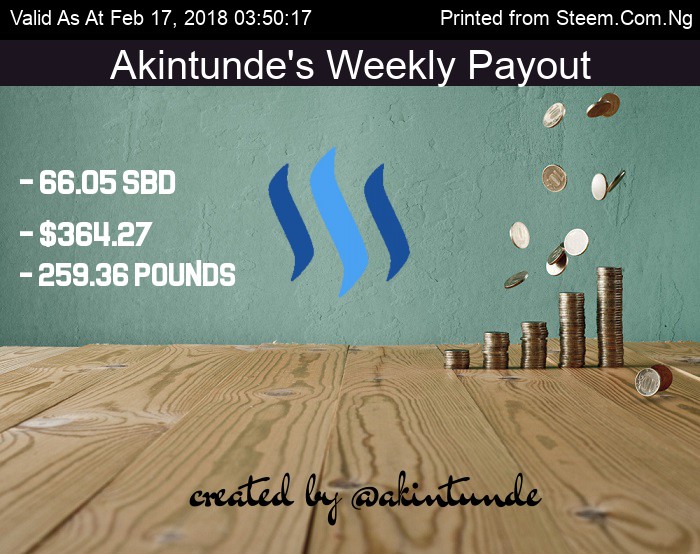 Valid As At Feb 17, 2018 03:50:17
Printed from Steem.Com.Ng
Akintunde's Weekly Payout
- 66.05 SBD
- $364.27
- 259.36 POUNDS
created by @akintunde